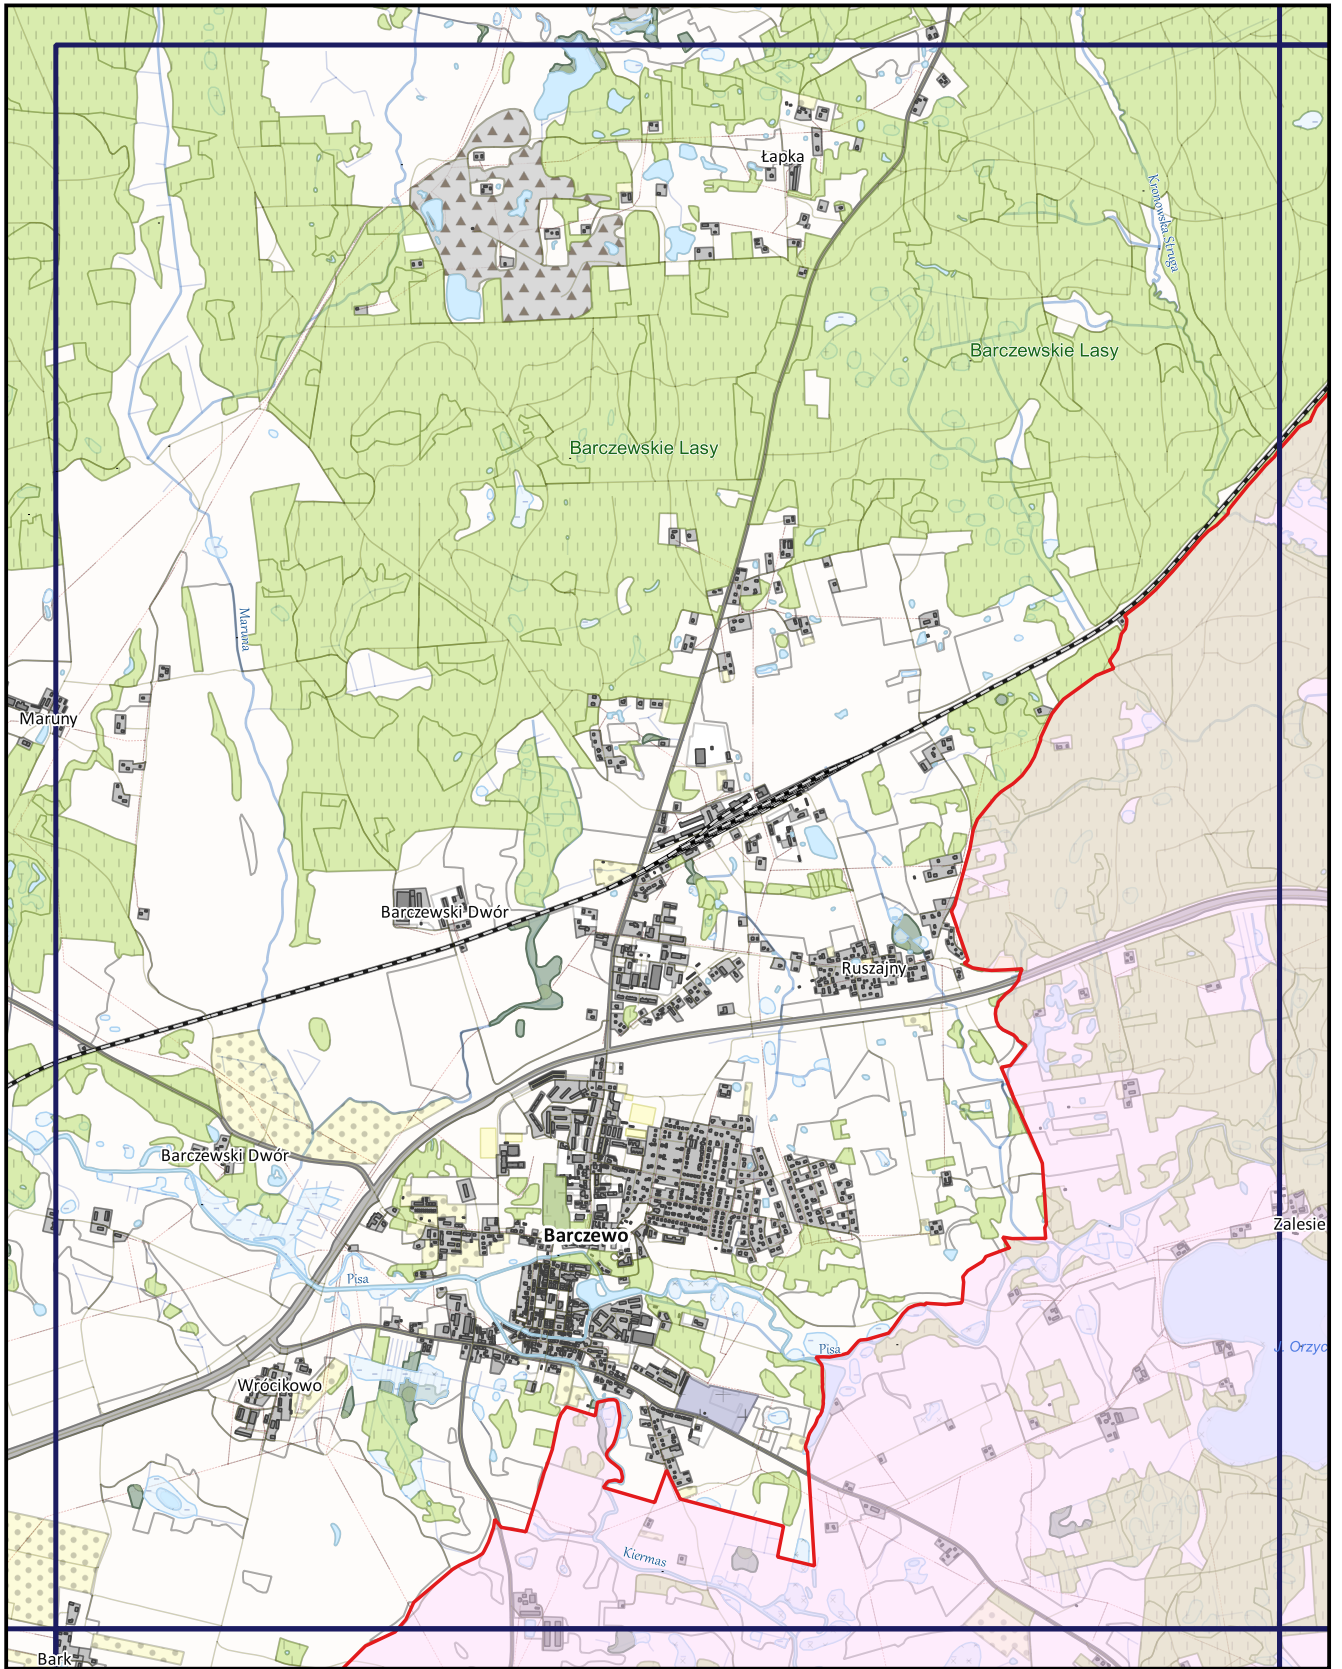 Łapka
Kronowska Struga
Barczewskie Lasy
Barczewskie Lasy
Maruna
Maruny
Barczewski Dwór
Ruszajny
Barczewski Dwór
Zalesie
Barczewo
Pisa
Pisa
J. Orzyc
Wrócikowo
Kiermas
Bark